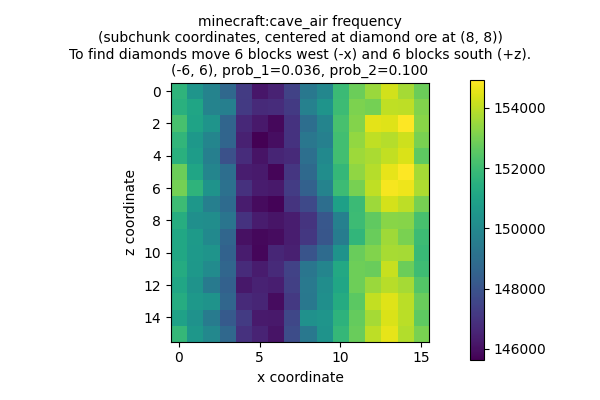 minecraft:cave_air frequency
(subchunk coordinates, centered at diamond ore at (8, 8))
To find diamonds move 6 blocks west (-x) and 6 blocks south (+z).
(-6, 6), prob_1=0.036, prob_2=0.100
0
2
4
6
8
10
12
14
z coordinate
0
5
10
15
x coordinate
154000
152000
150000
148000
146000